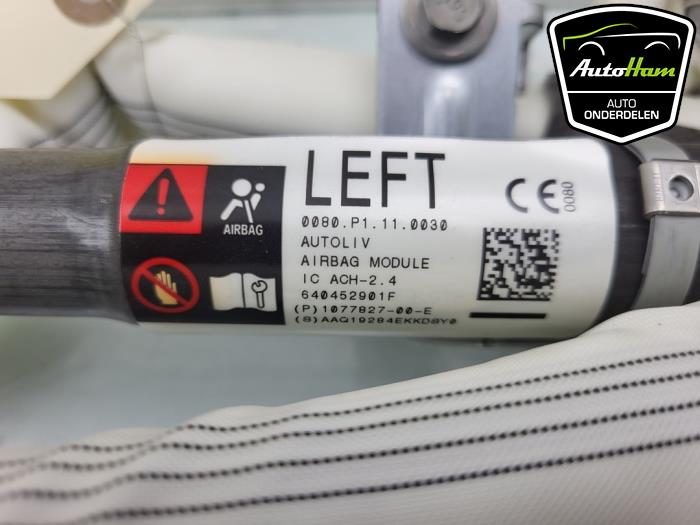 AutoHam
AUTO
ONDERDELEN
LEFT
0080.P1.11.0030
AUTOLIV
AIRBAG MODULE
IC ACH-2.4
640452901F
(P)1077827-00-E
(S)AAQ19284EKKD8Y0
AIRBAG
CE
0080